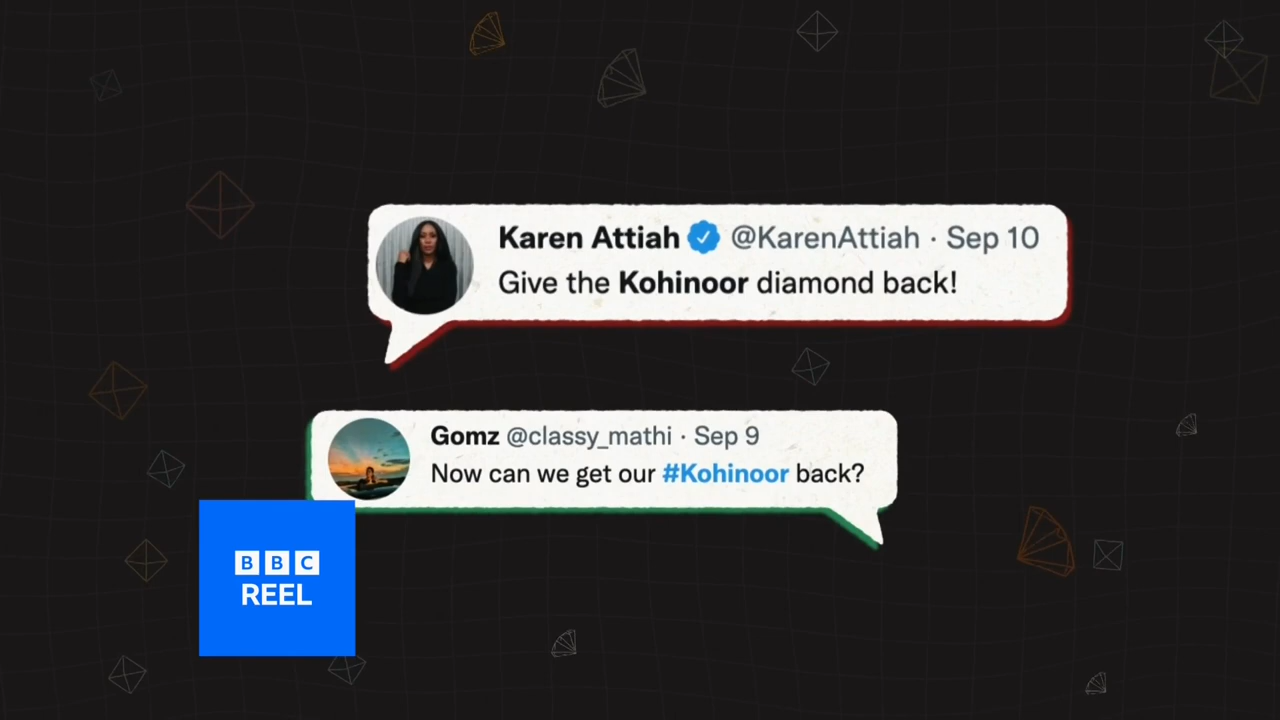 Karen Attiah @KarenAttiah · Sep 10
Give the Kohinoor diamond back!
Gomz @classy_mathi · Sep 9
Now can we get our #Kohinoor back?
BBC
REEL